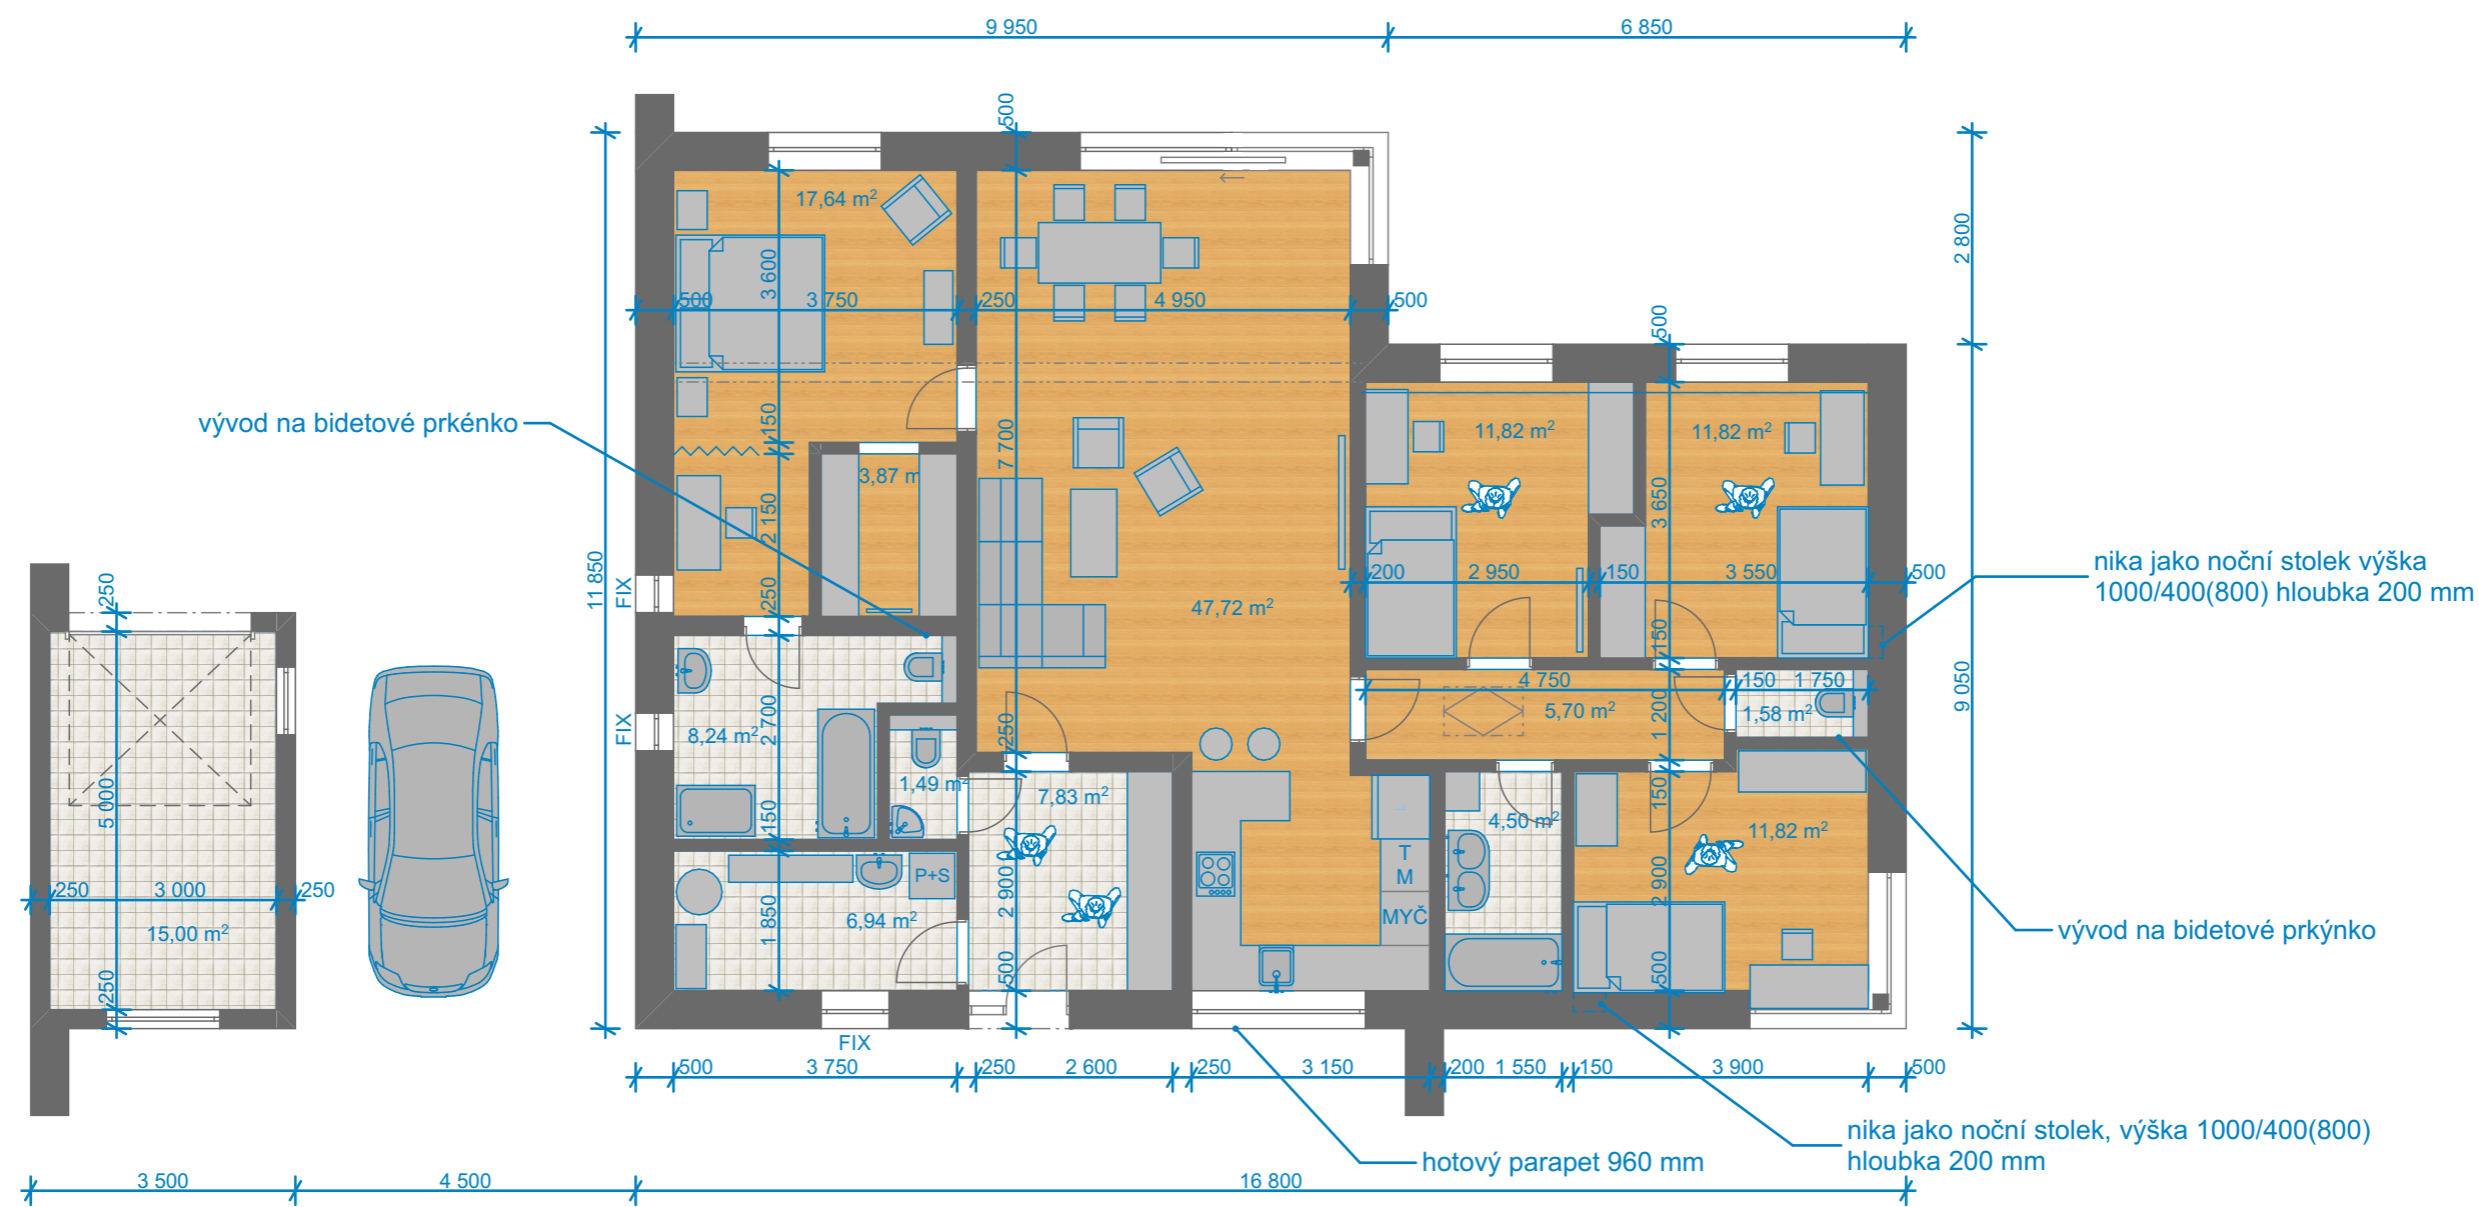 9 950
6 850
500
17,64 m²
3 600
2 800
500
3 750
250
4 950
500
500
vývod na bidetové prkénko
150
7 700
11,82 m²
11,82 m²
3,87 m
2 150
3 650
11 850
250
FIX
250
47,72 m²
200
2 950
150
3 550
500
nika jako noční stolek výška
1000/400(800) hloubka 200 mm
150
4 750
150
1 750
9 050
FIX
8,24 m²
2 700
250
5,70 m²
1 200
1,58 m²
5 000
150
1,49 m²
7,83 m²
150
4,50 m²
11,82 m²
T
M
250
3 000
250
P+S
2 900
2 900
MYČ
15,00 m²
1 850
6,94 m²
vývod na bidetové prkýnko
250
500
500
FIX
500
3 750
250
2 600
250
3 150
200
1 550
150
3 900
500
nika jako noční stolek, výška 1000/400(800)
hloubka 200 mm
hotový parapet 960 mm
3 500
4 500
16 800